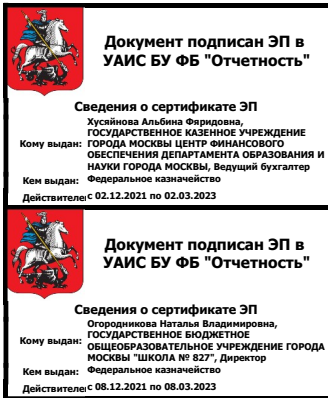 Документ подписан ЭП в
УАИС БУ ФБ "Отчетность"
Сведения о сертификате ЭП
Хусяйнова Альбина Фяридовна,
ГОСУДАРСТВЕННОЕ КАЗЕННОЕ УЧРЕЖДЕНИЕ
Кому выдан: ГОРОДА МОСКВЫ ЦЕНТР ФИНАНСОВОГО
ОБЕСПЕЧЕНИЯ ДЕПАРТАМЕНТА ОБРАЗОВАНИЯ И
НАУКИ ГОРОДА МОСКВЫ, Ведущий бухгалтер
Кем выдан: Федеральное казначейство
Действителен с 02.12.2021 по 02.03.2023
Документ подписан ЭП в
УАИС БУ ФБ "Отчетность"
Сведения о сертификате ЭП
Огородникова Наталья Владимировна,
ГОСУДАРСТВЕННОЕ БЮДЖЕТНОЕ
Кому выдан: ОБЩЕОБРАЗОВАТЕЛЬНОЕ УЧРЕЖДЕНИЕ ГОРОДА
МОСКВЫ "ШКОЛА № 827", Директор
Кем выдан: Федеральное казначейство
Действителен с 08.12.2021 по 08.03.2023